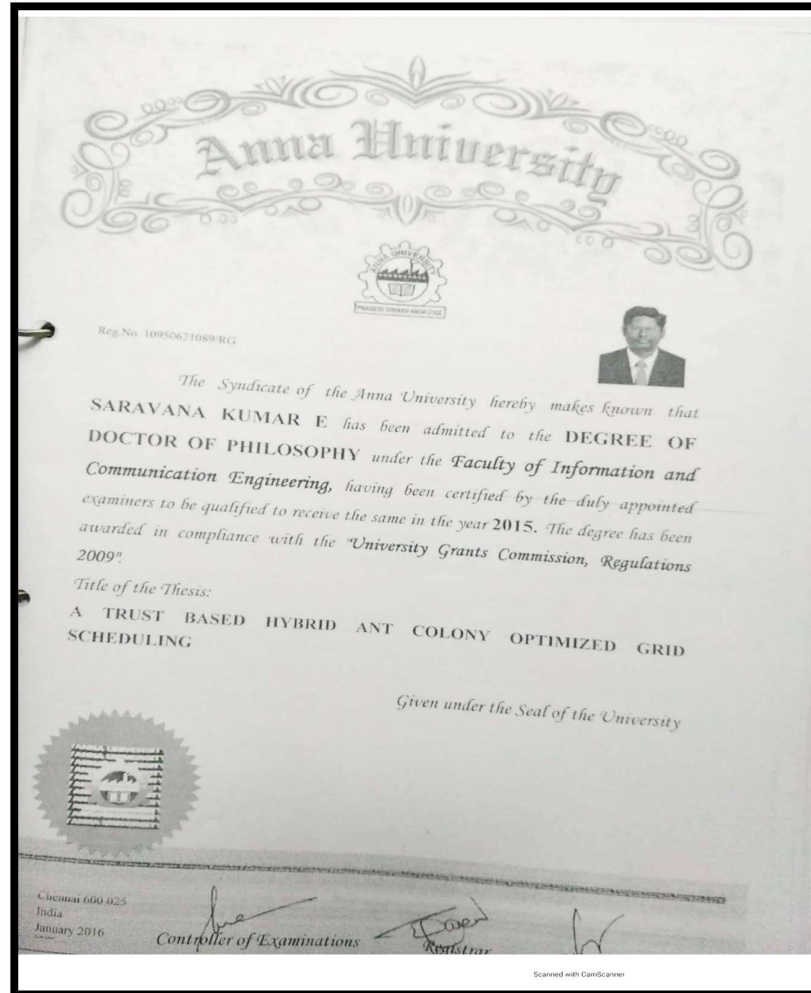 Anna University
ANNA UNIVERSITY
PROGRESS THROUGH KNOWLEDGE
Reg.No. 10950621089/RG
The Syndicate of the Anna University hereby makes known that
SARAVANA KUMAR E has been admitted to the DEGREE OF
DOCTOR OF PHILOSOPHY under the Faculty of Information and
Communication Engineering, having been certified by the duly appointed
examiners to be qualified to receive the same in the year 2015. The degree has been
awarded in compliance with the "University Grants Commission, Regulations
2009".
Title of the Thesis:
A TRUST BASED HYBRID ANT COLONY OPTIMIZED GRID
SCHEDULING
Given under the Seal of the University
Chennai 600 025
India
January 2016
Controller of Examinations
Registrar
Scanned with CamScanner